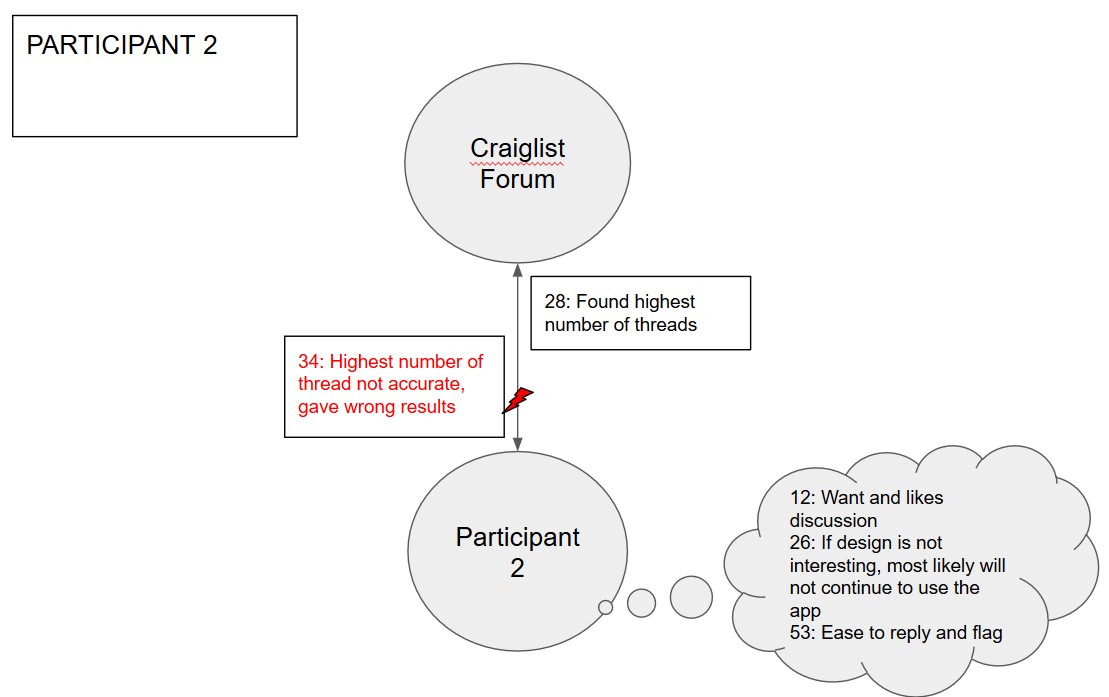 PARTICIPANT 2
Craiglist
Forum
28: Found highest
number of threads
34: Highest number of
thread not accurate,
gave wrong results
Participant
2
12: Want and likes
discussion
26: If design is not
interesting, most likely will
not continue to use the
app
53: Ease to reply and flag